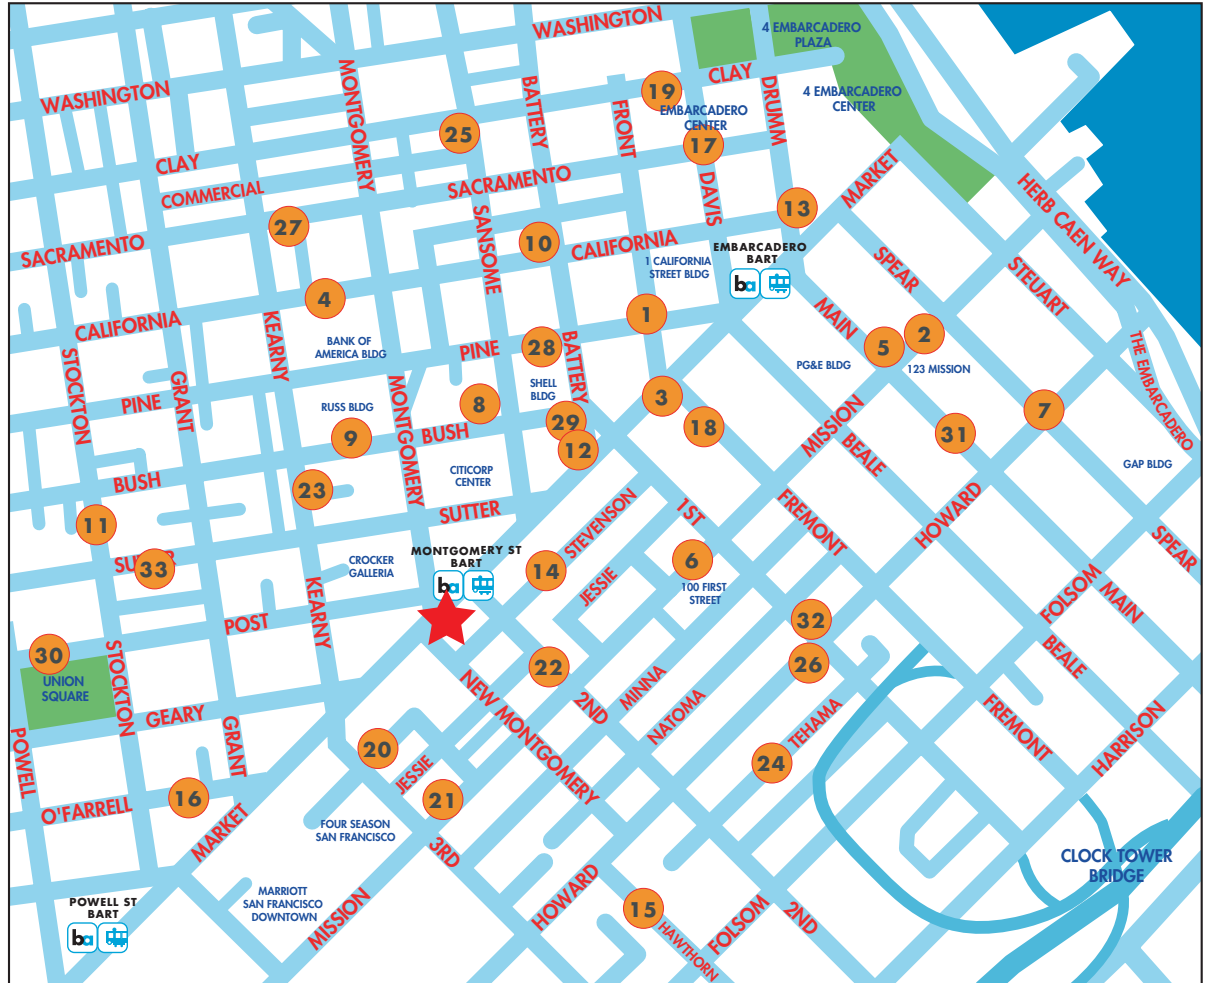 WASHINGTON
4 EMBARCADERO
PLAZA
WASHINGTON
MONTGOMERY
BATTERY
FRONT
19
CLAY
DRUMM
4 EMBARCADERO
CENTER
EMBARCADERO
CENTER
25
17
CLAY
COMMERCIAL
SACRAMENTO
DAVIS
MARKET
HERB CAEN WAY
27
SANSOME
10
CALIFORNIA
13
SACRAMENTO
EMBARCADERO
BART
ba
1 CALIFORNIA
STREET BLDG
SPEAR
STEUART
4
CALIFORNIA
KEARNY
BANK OF
AMERICA BLDG
PINE
28
BATTERY
1
MAIN
5
2
123 MISSION
PG&E BLDG
THE EMBARCADERO
STOCKTON
GRANT
MONTGOMERY
SHELL
BLDG
PINE
RUSS BLDG
8
3
18
MISSION
7
9
BUSH
29
12
BEALE
31
GAP BLDG
BUSH
23
CITICORP
CENTER
SUTTER
STEVENSON
1ST
FREMONT
HOWARD
SPEAR
11
SUTTER
33
CROCKER
GALLERIA
MONTGOMERY ST
BART
ba
14
JESSIE
6
100 FIRST
STREET
FOLSOM
MAIN
KEARNY
POST
32
30
UNION
SQUARE
STOCKTON
22
26
BEALE
NEW MONTGOMERY
2ND
MINNA
NATOMA
TEHAMA
FREMONT
HARRISON
GEARY
GRANT
POWELL
20
JESSIE
24
16
O'FARRELL
21
MARKET
FOUR SEASON
SAN FRANCISCO
3RD
CLOCK TOWER
BRIDGE
MARRIOTT
SAN FRANCISCO
DOWNTOWN
MISSION
HOWARD
15
HAWTHORN
FOLSOM
2ND
POWELL ST
BART
ba